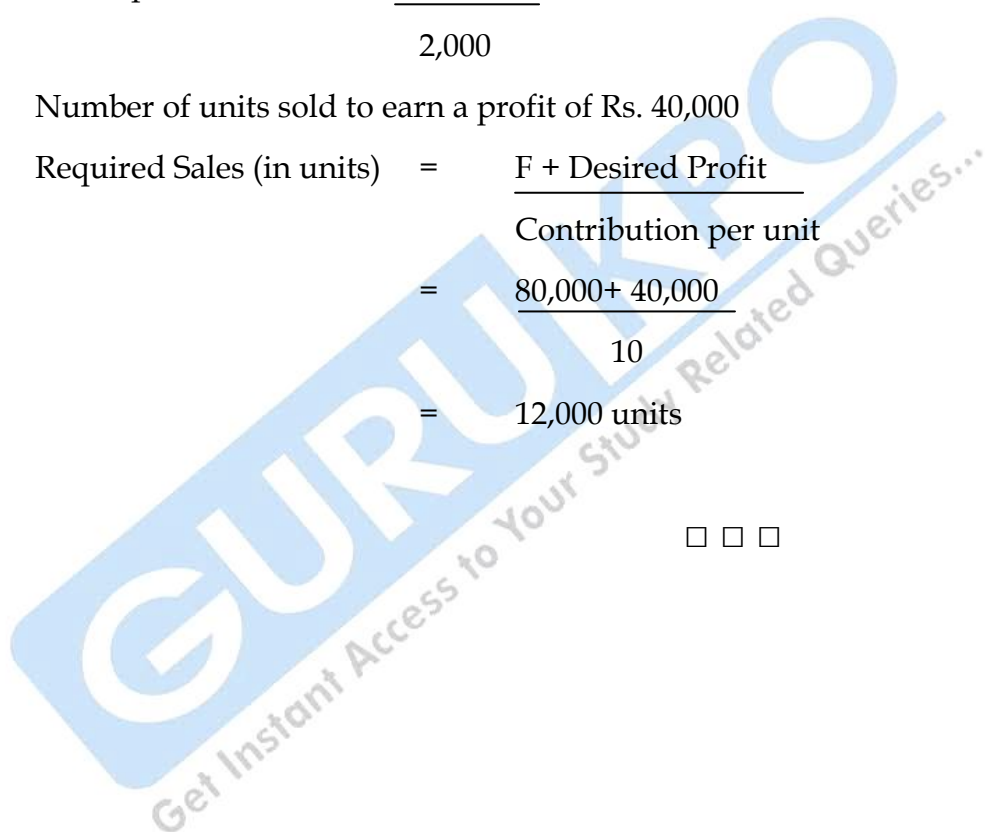 2,000
Number of units sold to earn a profit of Rs. 40,000
Required Sales (in units) = F + Desired Profit
Contribution per unit
= 80,000+ 40,000
10
= 12,000 units
□ □ □
GURU KPO
Get Instant Access to Your Study Related Queries...